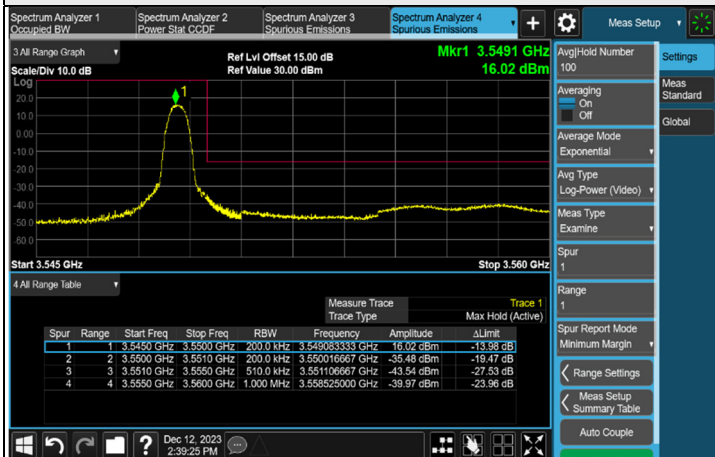 Spectrum Analyzer 1
Occupied BW
Spectrum Analyzer 2
Power Stat CCDF
Spectrum Analyzer 3
Spurious Emissions
Spectrum Analyzer 4
Spurious Emissions
+
Meas Setup
3 All Range Graph
Scale/Div 10.0 dB
Ref Lvl Offset 15.00 dB
Ref Value 30.00 dBm
Mkr1 3.5491 GHz
16.02 dBm
Log
20.0
10.0
0.00
-10.0
-20.0
-30.0
-40.0
-50.0
-60.0
1
Start 3.545 GHz
Stop 3.560 GHz
4 All Range Table
Measure Trace Trace 1
Trace Type Max Hold (Active)
Spur Range Start Freq Stop Freq RBW Frequency Amplitude ΔLimit
1 1 3.5450 GHz 3.5500 GHz 200.0 kHz 3.549083333 GHz 16.02 dBm -13.98 dB
2 2 3.5500 GHz 3.5510 GHz 200.0 kHz 3.550016667 GHz -35.48 dBm -19.47 dB
3 3 3.5510 GHz 3.5550 GHz 510.0 kHz 3.551106667 GHz -43.54 dBm -27.53 dB
4 4 3.5550 GHz 3.5600 GHz 1.000 MHz 3.558525000 GHz -39.97 dBm -23.96 dB
?
Dec 12, 2023
2:39:25 PM
Avg|Hold Number
100
Averaging
On
Off
Average Mode
Exponential
Avg Type
Log-Power (Video)
Meas Type
Examine
Spur
1
Range
1
Spur Report Mode
Minimum Margin
Range Settings
Meas Setup
Summary Table
Auto Couple
Settings
Meas
Standard
Global